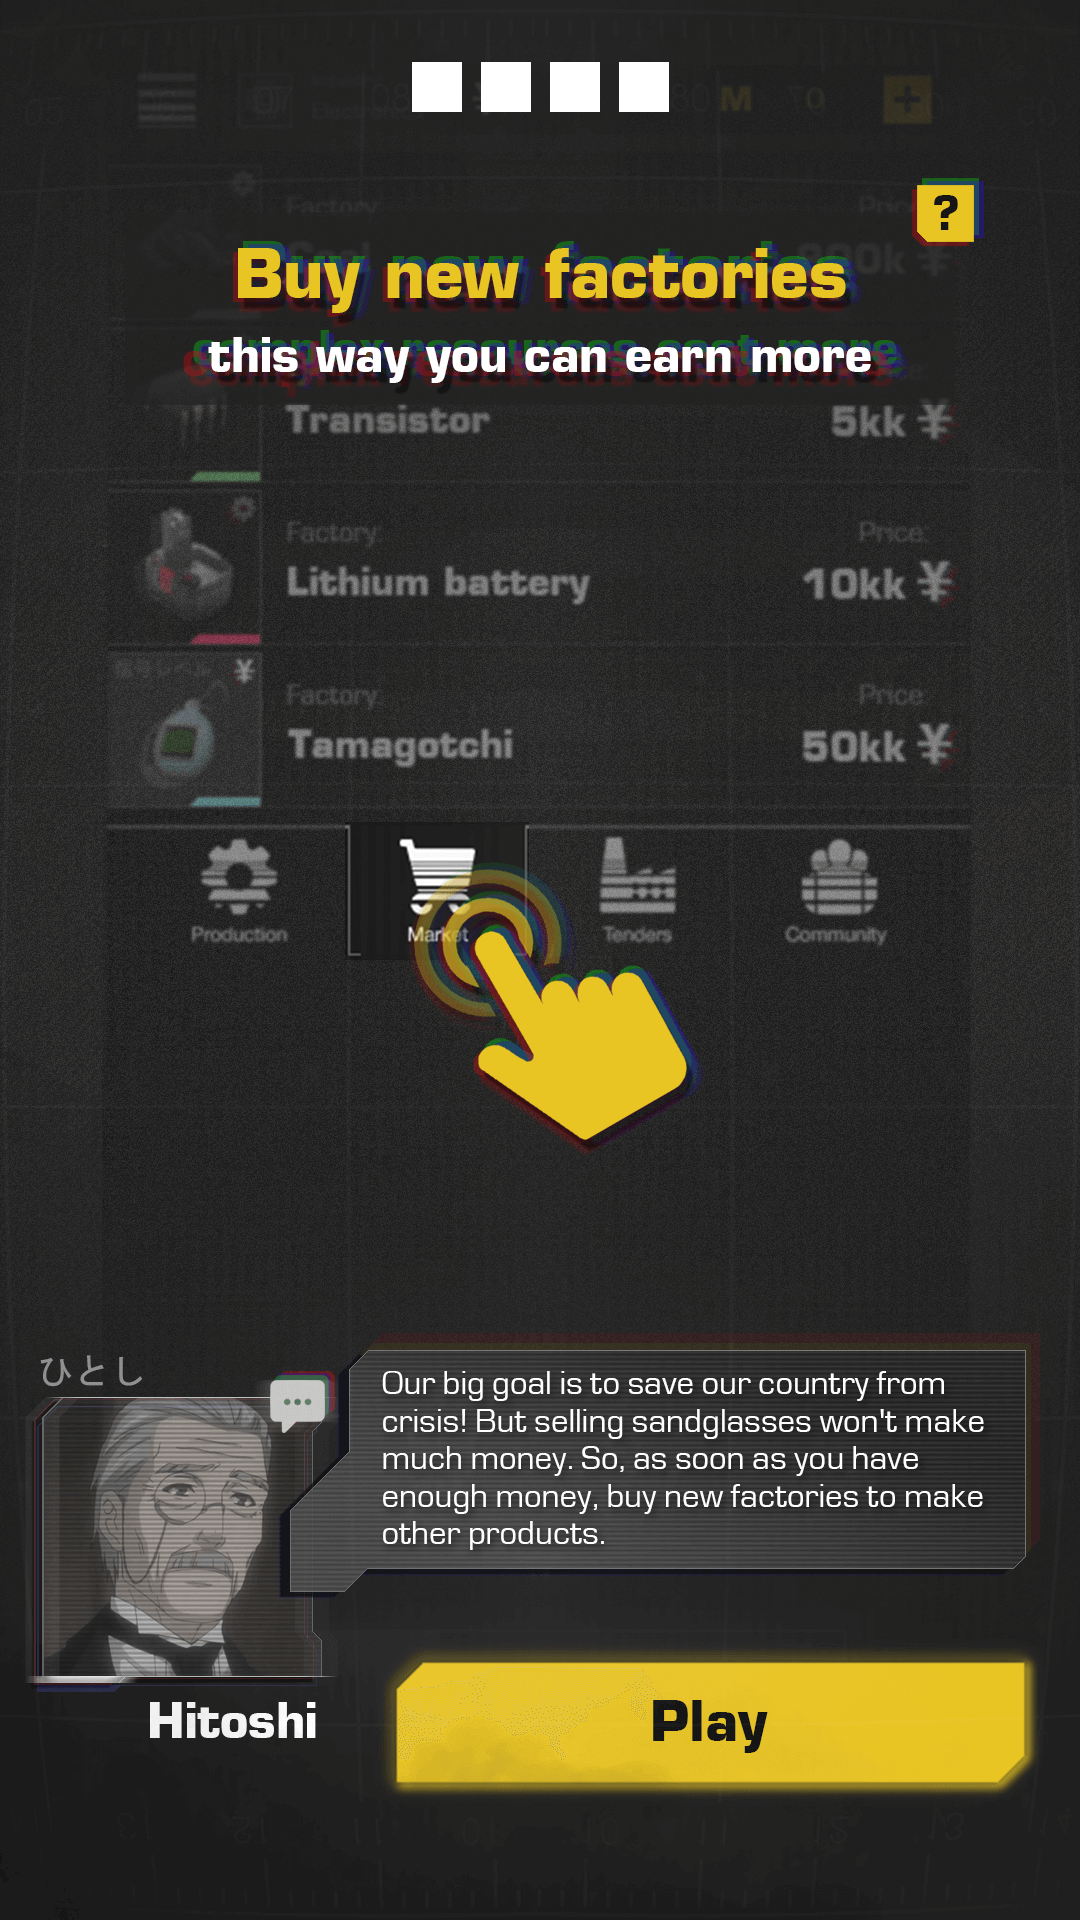 M 70 +
?
Factory
Price
Buy new factories
this way you can earn more
Transistor
5kk ¥
Factory:
Price:
Lithium battery
10kk ¥
¥
Factory:
Price:
Tamagotchi
50kk ¥
Production
Market
Tenders
Community
ひとし
Our big goal is to save our country from
crisis! But selling sandglasses won't make
much money. So, as soon as you have
enough money, buy new factories to make
other products.
Hitoshi
Play